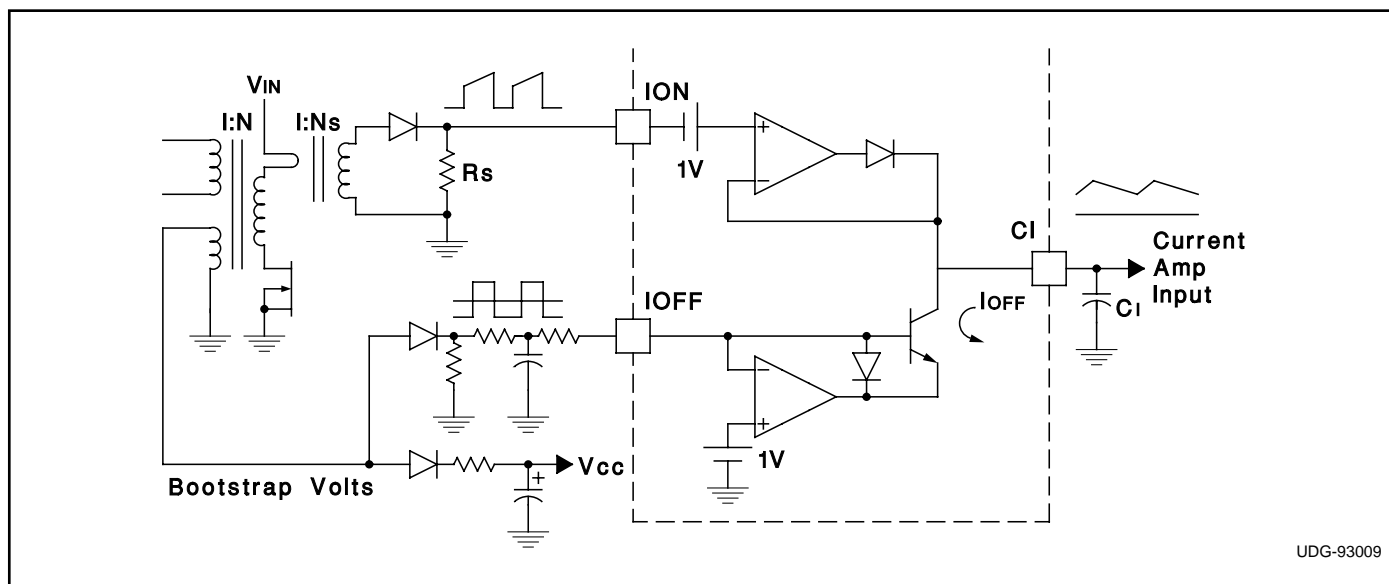 VIN
I:N
I:Ns
Rs
ION
1V
+
−
CI
Current
Amp
Input
CI
IOFF
IOFF
−
+
1V
Bootstrap Volts
+
Vcc
UDG-93009